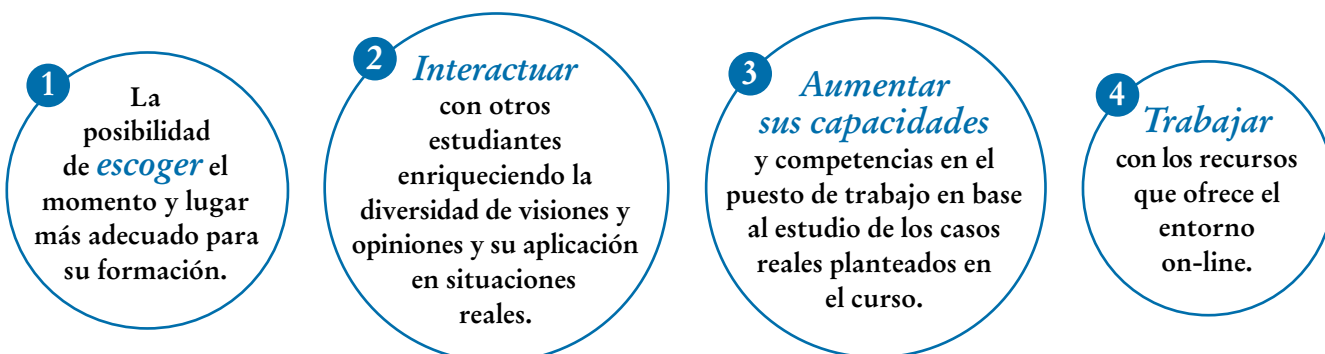 1
La
posibilidad
de escoger el
momento y lugar
más adecuado para
su formación.
2
Interactuar
con otros
estudiantes
enriqueciendo la
diversidad de visiones y
opiniones y su aplicación
en situaciones
reales.
3
Aumentar
sus capacidades
y competencias en el
puesto de trabajo en base
al estudio de los casos
reales planteados en
el curso.
4
Trabajar
con los recursos
que ofrece el
entorno
on-line.